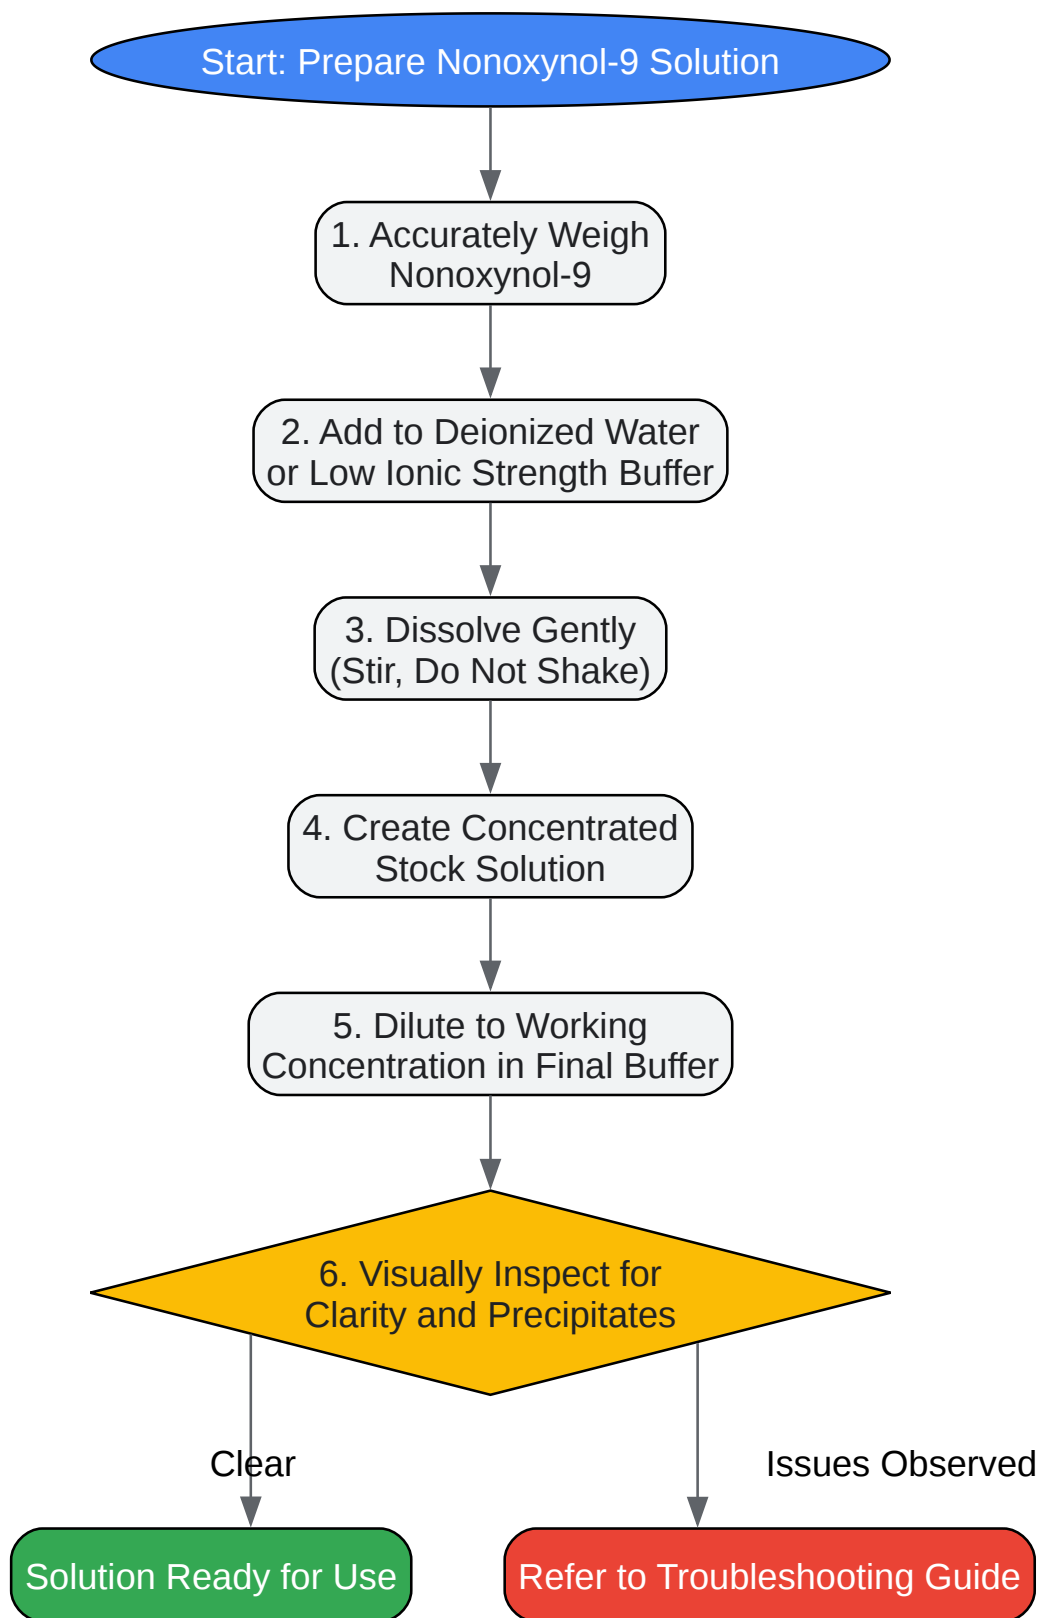 Start: Prepare Nonoxynol-9 Solution
1. Accurately Weigh
Nonoxynol-9
2. Add to Deionized Water
or Low Ionic Strength Buffer
3. Dissolve Gently
(Stir, Do Not Shake)
4. Create Concentrated
Stock Solution
5. Dilute to Working
Concentration in Final Buffer
6. Visually Inspect for
Clarity and Precipitates
Clear
Issues Observed
Solution Ready for Use
Refer to Troubleshooting Guide